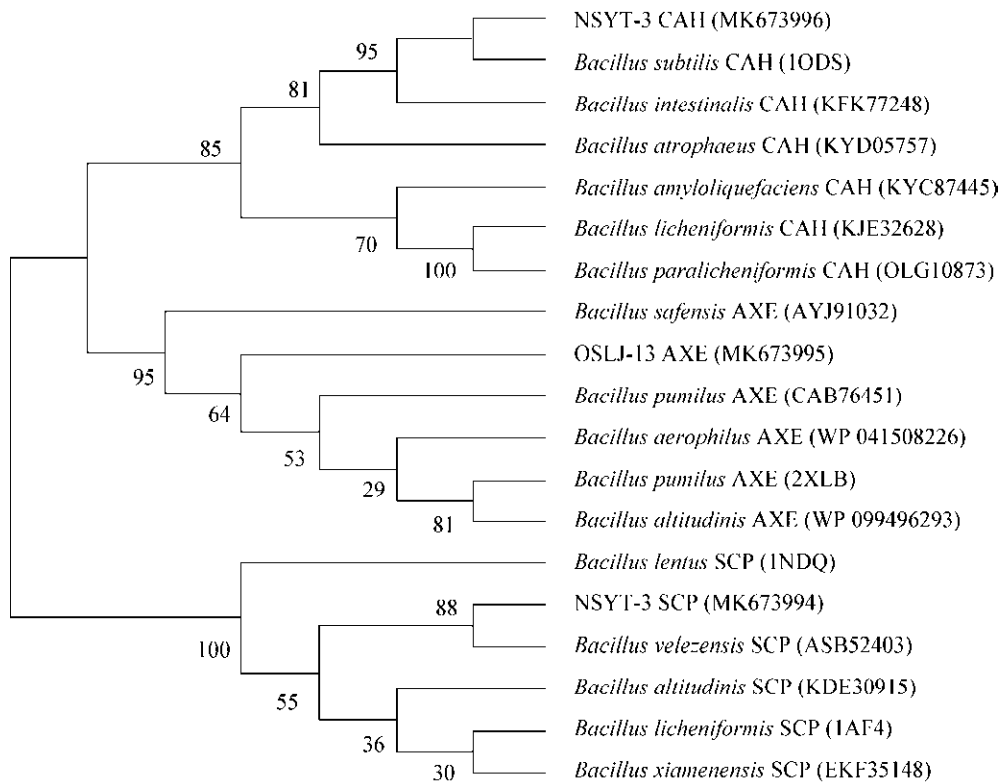 NSYT-3 CAH (MK673996)
95
Bacillus subtilis CAH (1ODS)
81
Bacillus intestinalis CAH (KFK77248)
Bacillus atrophaeus CAH (KYD05757)
85
Bacillus amyloliquefaciens CAH (KYC87445)
Bacillus licheniformis CAH (KJE32628)
70
100
Bacillus paralicheniformis CAH (OLG10873)
Bacillus safensis AXE (AYJ91032)
OSLJ-13 AXE (MK673995)
95
Bacillus pumilus AXE (CAB76451)
64
Bacillus aerophilus AXE (WP 041508226)
53
Bacillus pumilus AXE (2XLB)
29
Bacillus altitudinis AXE (WP 099496293)
81
Bacillus lentus SCP (1NDQ)
NSYT-3 SCP (MK673994)
88
Bacillus velezensis SCP (ASB52403)
100
Bacillus altitudinis SCP (KDE30915)
55
Bacillus licheniformis SCP (1AF4)
36
Bacillus xiamenensis SCP (EKF35148)
30